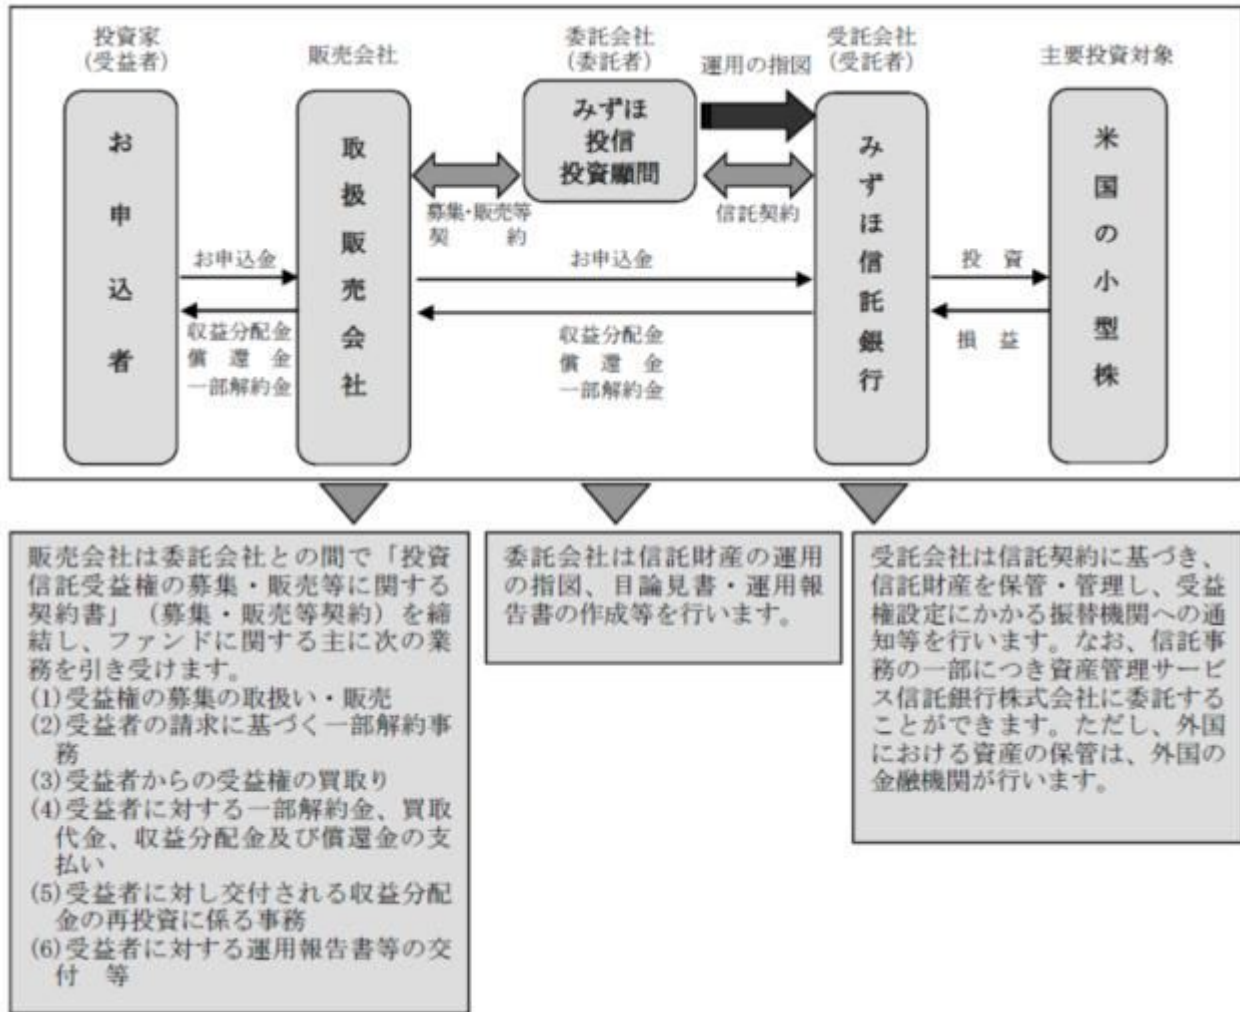 投資家
(受益者)
お申込者
販売会社
取扱販売会社
委託会社
(委託者)
みずほ
投信
投資顧問
運用の指図
受託会社
(受託者)
みずほ信託銀行
主要投資対象
米国の小型株
募集・販売等
契　　約
信託契約
お申込金
収益分配金
償　還　金
一部解約金
お申込金
収益分配金
償　還　金
一部解約金
投　資
損　益
販売会社は委託会社との間で「投資
信託受益権の募集・販売等に関する
契約書」（募集・販売等契約）を締
結し、ファンドに関する主に次の業
務を引き受けます。
(1)受益権の募集の取扱い・販売
(2)受益者の請求に基づく一部解約事
務
(3)受益者からの受益権の買取り
(4)受益者に対する一部解約金、買取
代金、収益分配金及び償還金の支
払い
(5)受益者に対し交付される収益分配
金の再投資に係る事務
(6)受益者に対する運用報告書等の交
付　等
委託会社は信託財産の運用
の指図、目論見書・運用報
告書の作成等を行います。
受託会社は信託契約に基づき、
信託財産を保管・管理し、受益
権設定にかかる振替機関への通
知等を行います。なお、信託事
務の一部につき資産管理サービ
ス信託銀行株式会社に委託する
ことができます。ただし、外国
における資産の保管は、外国の
金融機関が行います。